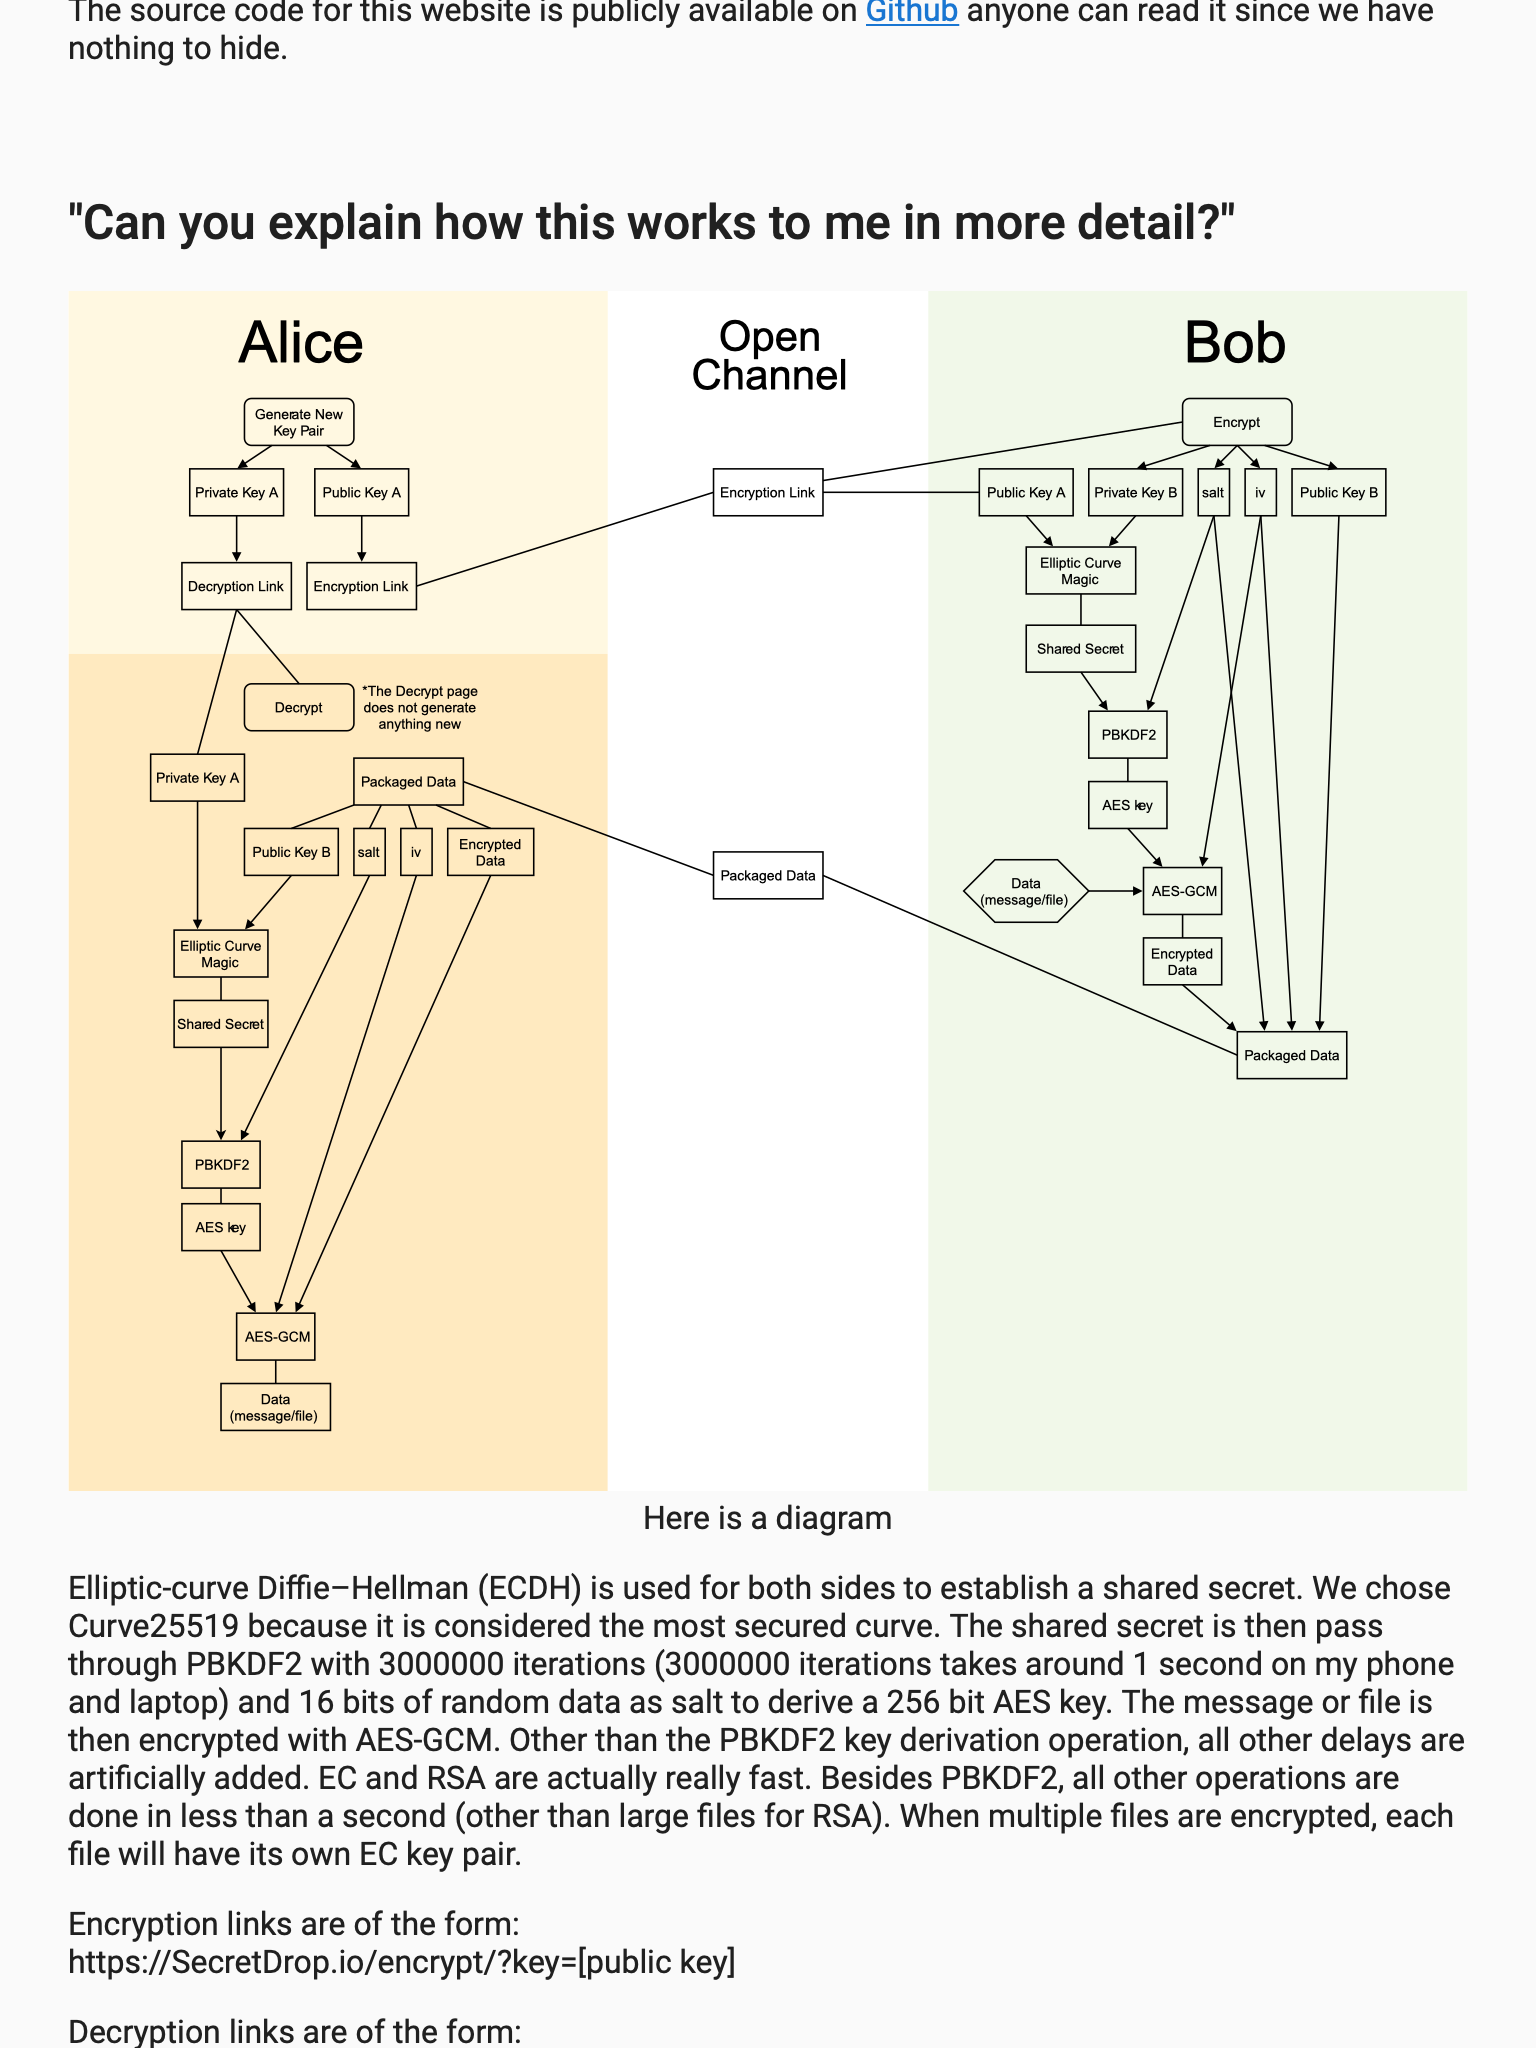 The source code for this website is publicly available on Github anyone can read it since we have
nothing to hide.
"Can you explain how this works to me in more detail?"
Alice
Open
Channel
Bob
Generate New
Key Pair
Encrypt
Private Key A
Public Key A
Encryption Link
Public Key A
Private Key B
salt
iv
Public Key B
Decryption Link
Encryption Link
Elliptic Curve
Magic
Shared Secret
Decrypt
*The Decrypt page
does not generate
anything new
PBKDF2
Private Key A
Packaged Data
AES key
Public Key B
salt
iv
Encrypted
Data
Packaged Data
Data
(message/file)
AES-GCM
Elliptic Curve
Magic
Encrypted
Data
Shared Secret
Packaged Data
PBKDF2
AES key
AES-GCM
Data
(message/file)
Here is a diagram
Elliptic-curve Diffie–Hellman (ECDH) is used for both sides to establish a shared secret. We chose
Curve25519 because it is considered the most secured curve. The shared secret is then pass
through PBKDF2 with 3000000 iterations (3000000 iterations takes around 1 second on my phone
and laptop) and 16 bits of random data as salt to derive a 256 bit AES key. The message or file is
then encrypted with AES-GCM. Other than the PBKDF2 key derivation operation, all other delays are
artificially added. EC and RSA are actually really fast. Besides PBKDF2, all other operations are
done in less than a second (other than large files for RSA). When multiple files are encrypted, each
file will have its own EC key pair.
Encryption links are of the form:
https://SecretDrop.io/encrypt/?key=[public key]
Decryption links are of the form: